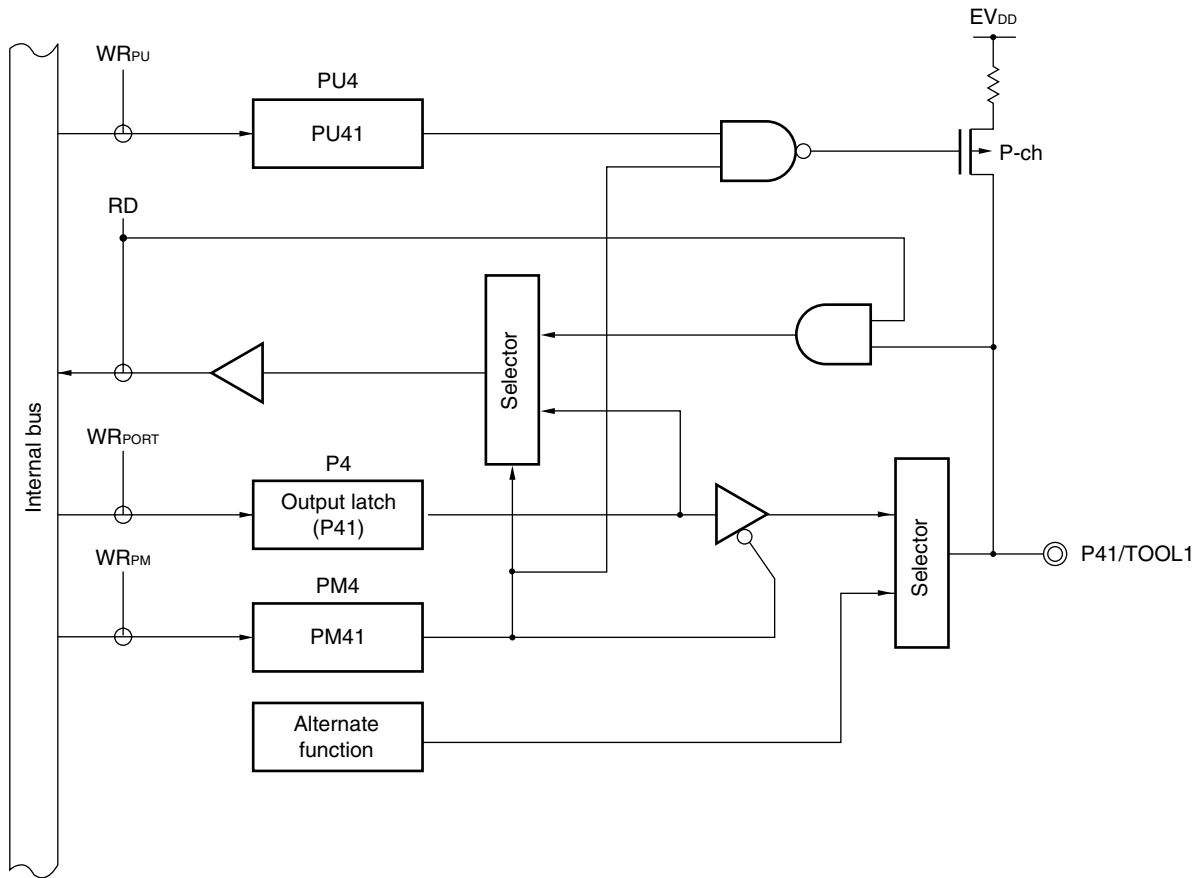 EVDD
WRPU
PU4
PU41
P-ch
RD
Selector
Internal bus
WRPORT
P4
Output latch
(P41)
WRPM
PM4
PM41
Selector
P41/TOOL1
Alternate
function